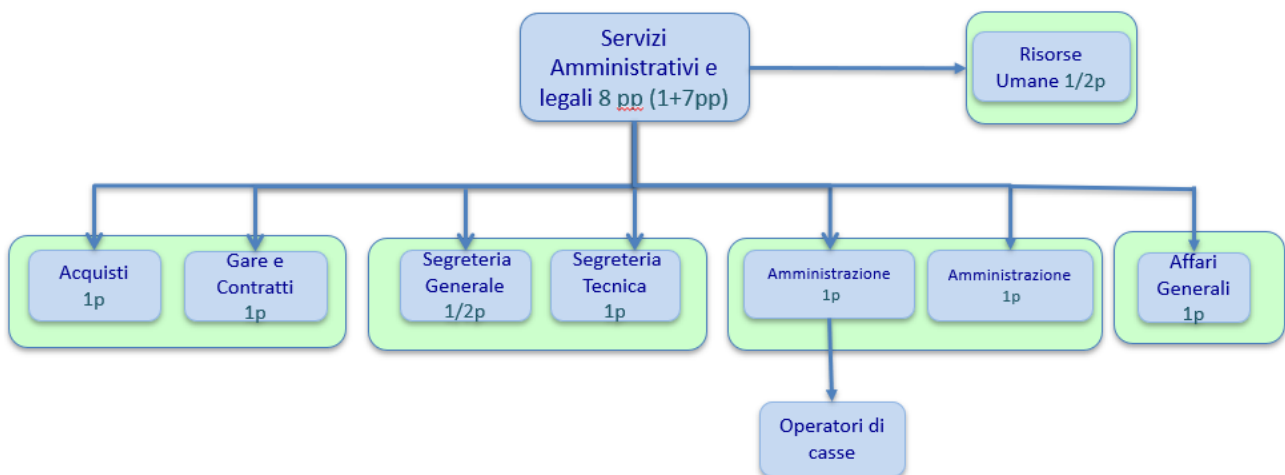 Servizi
Amministrativi e
legali 8 pp (1+7pp)
Risorse
Umane 1/2p
Acquisti
1p
Gare e
Contratti
1p
Segreteria
Generale
1/2p
Segreteria
Tecnica
1p
Amministrazione
1p
Amministrazione
1p
Affari
Generali
1p
Operatori di
casse